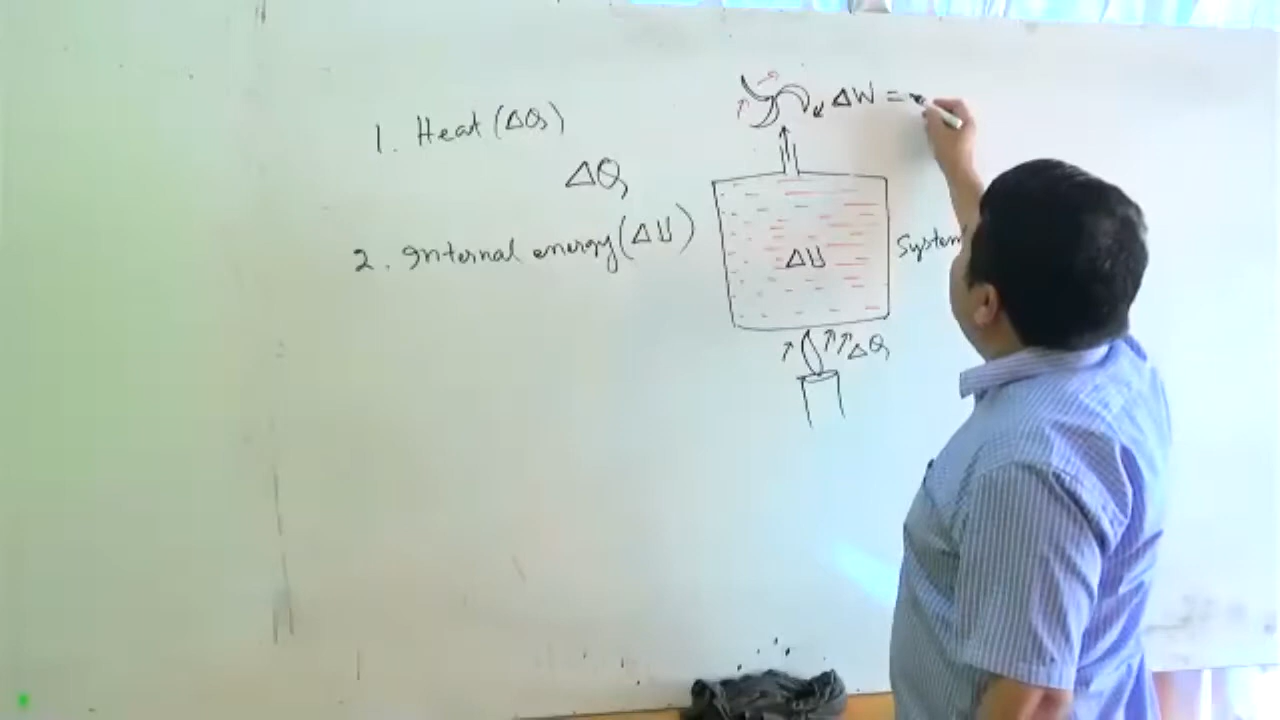 1. Heat (ΔQ)
ΔQ
2. Internal energy (ΔU)
ΔW =
ΔU
System
ΔQ